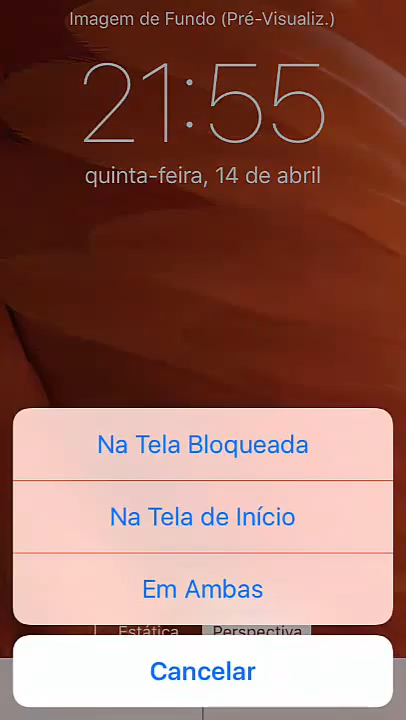 Imagem de Fundo (Pré-Visualiz.)
21:55
quinta-feira, 14 de abril
Na Tela Bloqueada
Na Tela de Início
Em Ambas
Estática Perspectiva
Cancelar